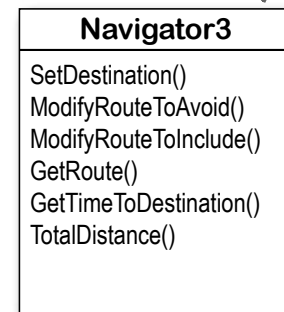 Navigator3
SetDestination()
ModifyRouteToAvoid()
ModifyRouteToInclude()
GetRoute()
GetTimeToDestination()
TotalDistance()